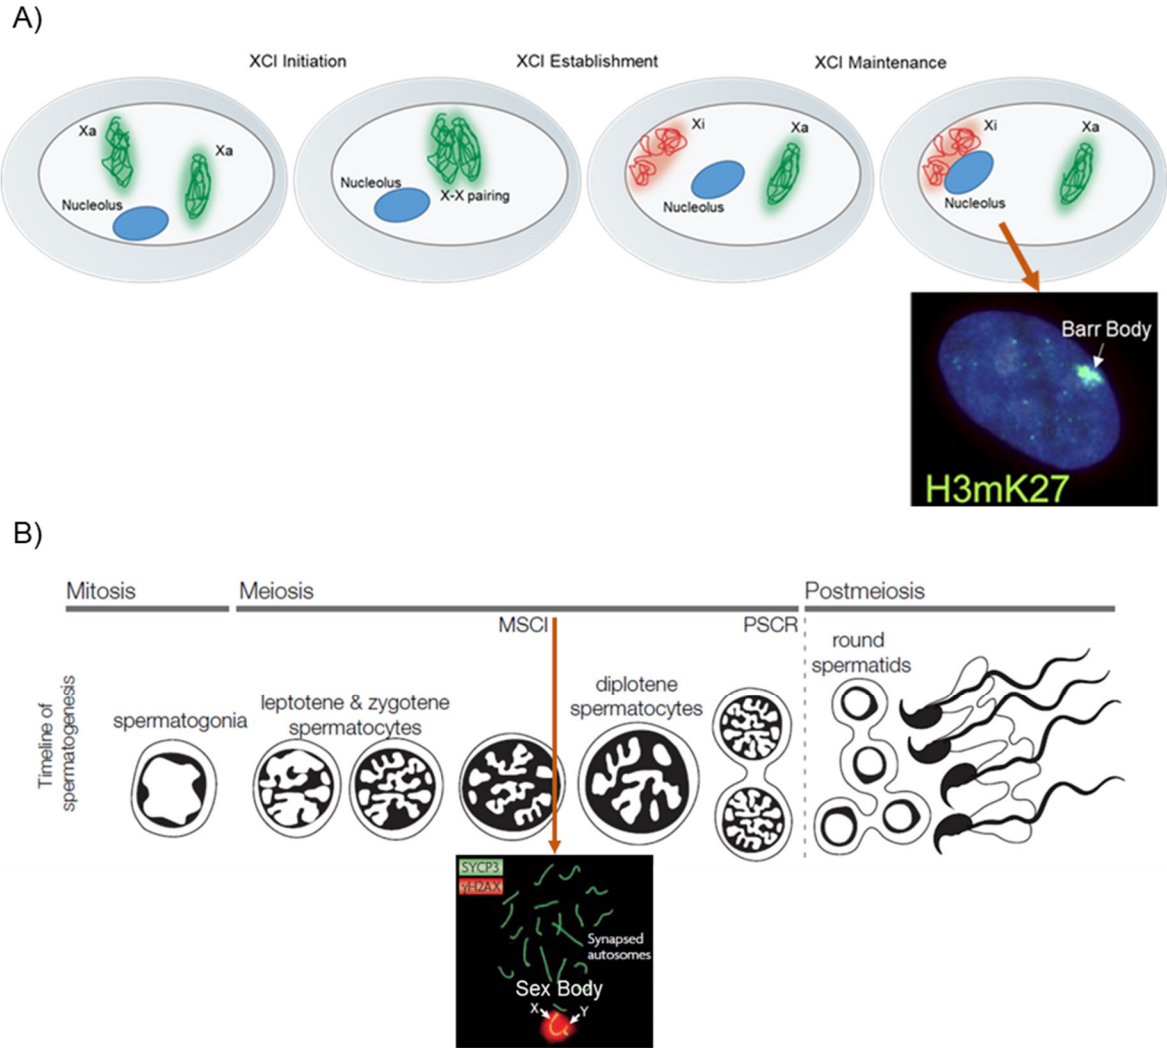 A)
XCI Initiation
XCI Establishment
XCI Maintenance
Xa
Xa
Nucleolus
Nucleolus
X-X pairing
Xi
Xa
Nucleolus
Xi
Xa
Nucleolus
Barr Body
H3mK27
B)
Mitosis
Meiosis
Postmeiosis
MSCI
PSCR
Timeline of
spermatogenesis
spermatogonia
leptotene & zygotene
spermatocytes
diplotene
spermatocytes
round
spermatids
SYCP3
γH2AX
Synapsed
autosomes
Sex Body
X
Y